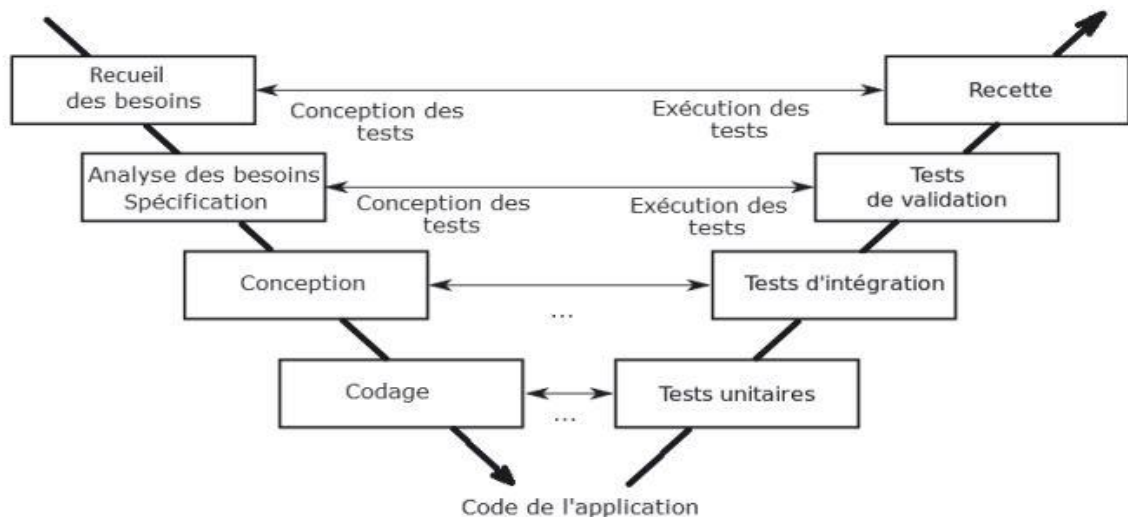 Recueil
des besoins
Recette
Conception des
tests
Exécution des
tests
Analyse des besoins
Spécification
Tests
de validation
Conception des
tests
Exécution des
tests
Conception
Tests d'intégration
...
Codage
Tests unitaires
...
Code de l'application